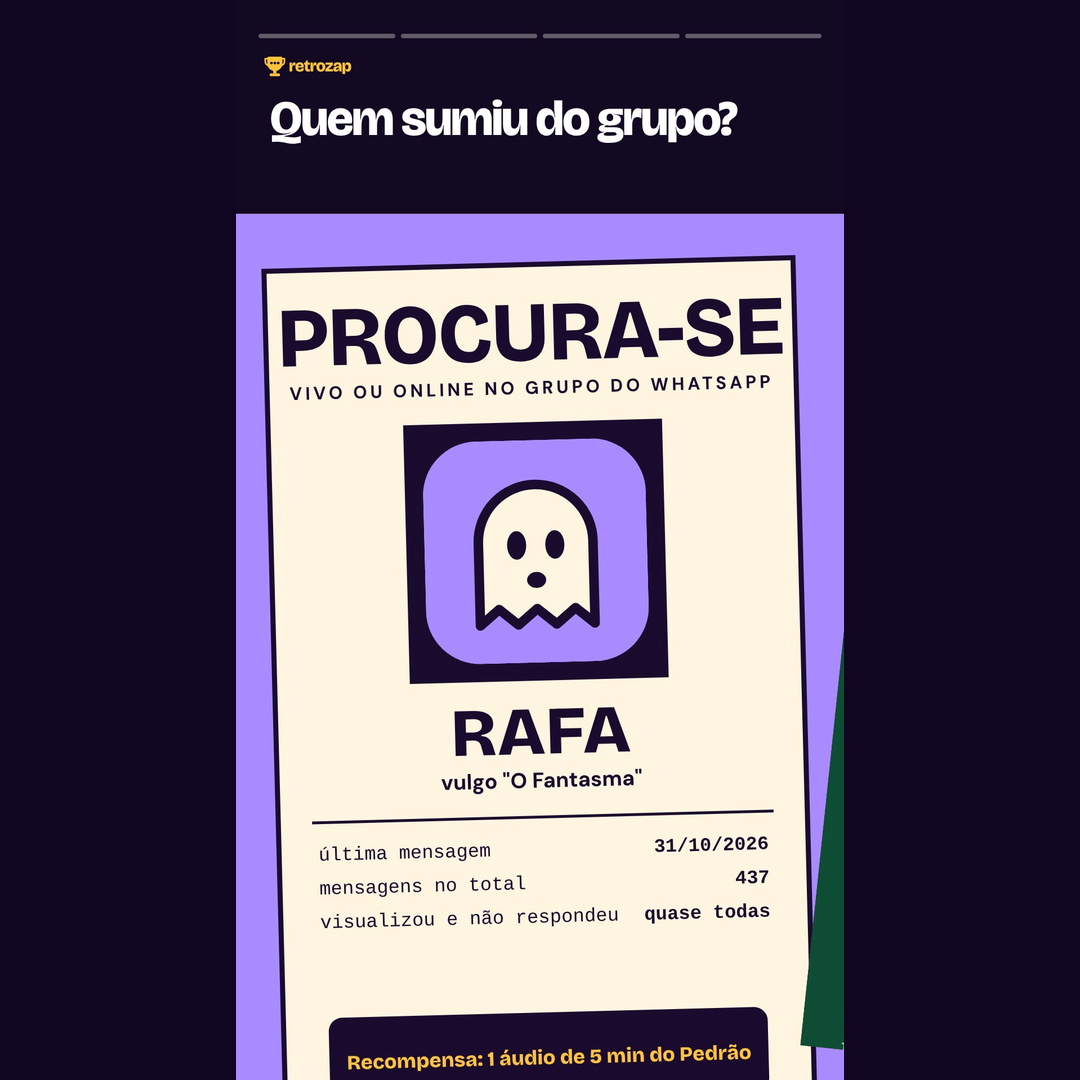 retrozap
Quem sumiu do grupo?
PROCURA-SE
VIVO OU ONLINE NO GRUPO DO WHATSAPP
RAFA
vulgo "O Fantasma"
última mensagem 31/10/2026
mensagens no total 437
visualizou e não respondeu quase todas
Recompensa: 1 áudio de 5 min do Pedrão